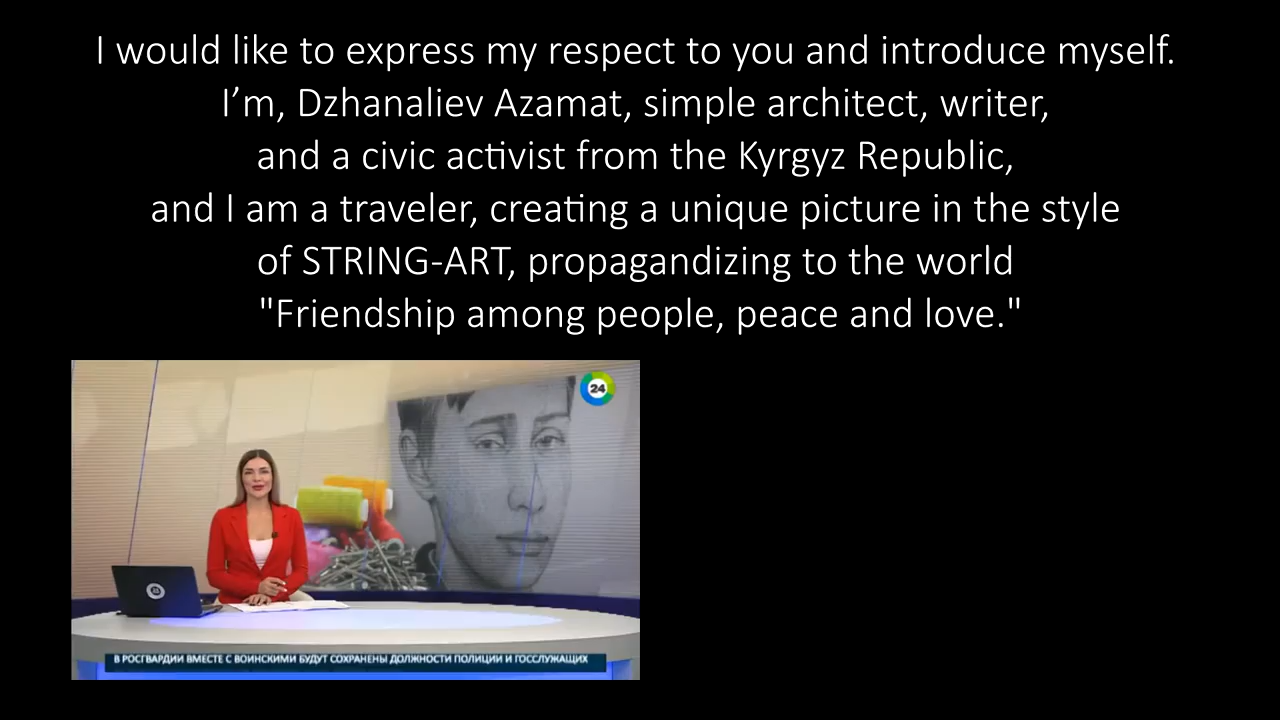 I would like to express my respect to you and introduce myself.
I’m, Dzhanaliev Azamat, simple architect, writer,
and a civic activist from the Kyrgyz Republic,
and I am a traveler, creating a unique picture in the style
of STRING-ART, propagandizing to the world
"Friendship among people, peace and love."
24
В РОСГВАРДИИ ВМЕСТЕ С ВОИНСКИМИ БУДУТ СОХРАНЕНЫ ДОЛЖНОСТИ ПОЛИЦИИ И ГОССЛУЖАЩИХ